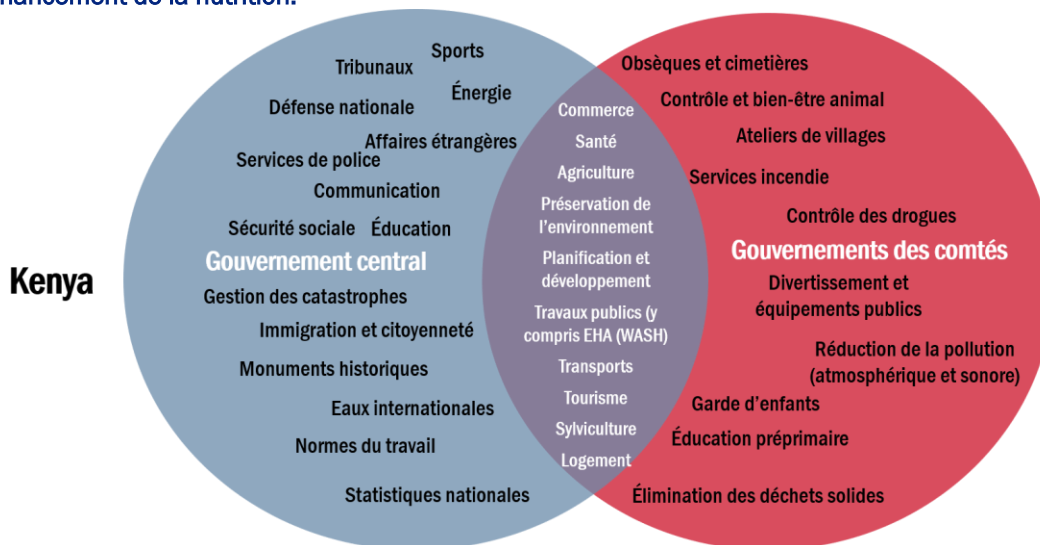 financement de la nutrition.
Kenya
Gouvernement central
Sports
Tribunaux
Énergie
Défense nationale
Affaires étrangères
Services de police
Communication
Sécurité sociale
Éducation
Gestion des catastrophes
Immigration et citoyenneté
Monuments historiques
Eaux internationales
Normes du travail
Statistiques nationales
Commerce
Santé
Agriculture
Préservation de
l'environnement
Planification et
développement
Travaux publics (y
compris EHA (WASH)
Transports
Tourisme
Sylviculture
Logement
Gouvernements des comtés
Obsèques et cimetières
Contrôle et bien-être animal
Ateliers de villages
Services incendie
Contrôle des drogues
Divertissement et
équipements publics
Réduction de la pollution
(atmosphérique et sonore)
Garde d'enfants
Éducation préprimaire
Élimination des déchets solides